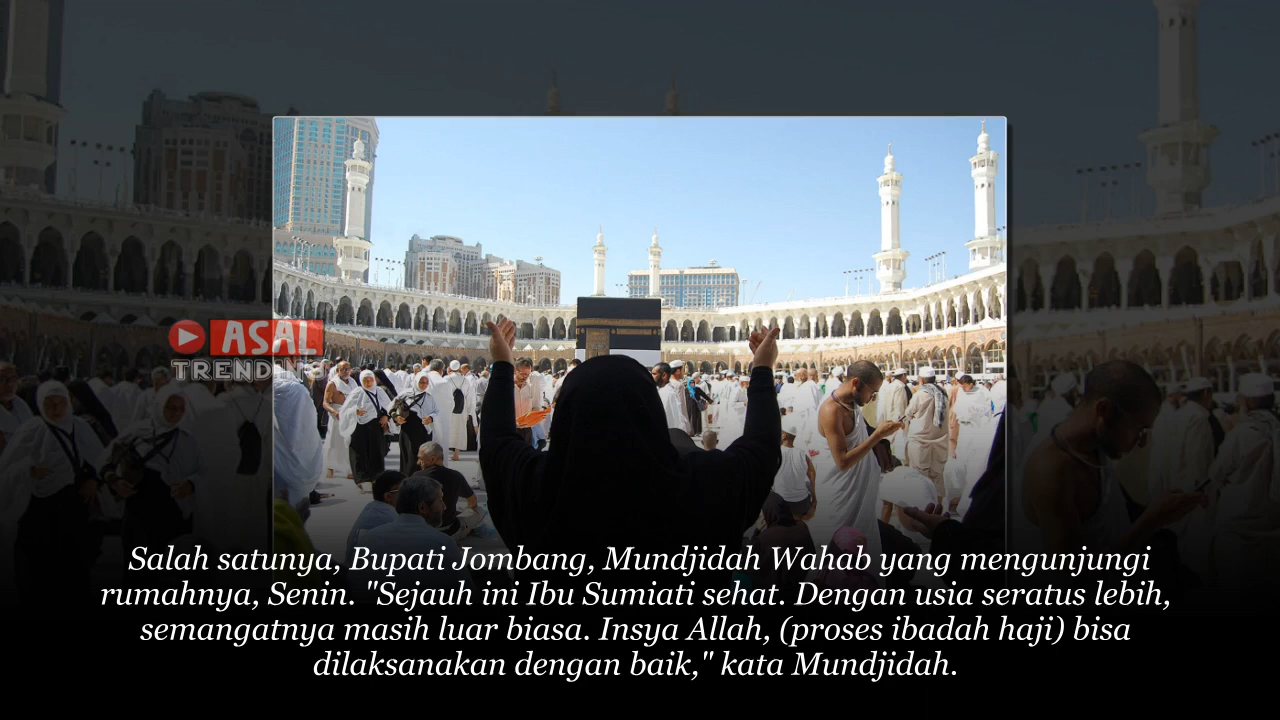 ASAL
TRENDING
Salah satunya, Bupati Jombang, Mundjidah Wahab yang mengunjungi
rumahnya, Senin. "Sejauh ini Ibu Sumiati sehat. Dengan usia seratus lebih,
semangatnya masih luar biasa. Insya Allah, (proses ibadah haji) bisa
dilaksanakan dengan baik," kata Mundjidah.